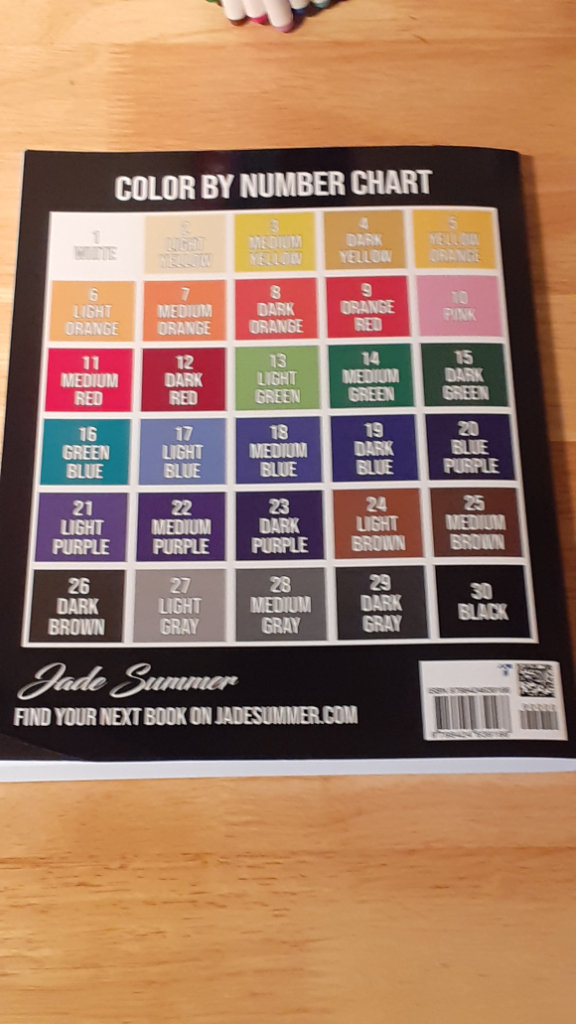 COLOR BY NUMBER CHART
1
WHITE
2
LIGHT
YELLOW
3
MEDIUM
YELLOW
4
DARK
YELLOW
5
YELLOW
ORANGE
6
LIGHT
ORANGE
7
MEDIUM
ORANGE
8
DARK
ORANGE
9
ORANGE
RED
10
PINK
11
MEDIUM
RED
12
DARK
RED
13
LIGHT
GREEN
14
MEDIUM
GREEN
15
DARK
GREEN
16
GREEN
BLUE
17
LIGHT
BLUE
18
MEDIUM
BLUE
19
DARK
BLUE
20
BLUE
PURPLE
21
LIGHT
PURPLE
22
MEDIUM
PURPLE
23
DARK
PURPLE
24
LIGHT
BROWN
25
MEDIUM
BROWN
26
DARK
BROWN
27
LIGHT
GRAY
28
MEDIUM
GRAY
29
DARK
GRAY
30
BLACK
Jade Summer
FIND YOUR NEXT BOOK ON JADESUMMER.COM
ISBN